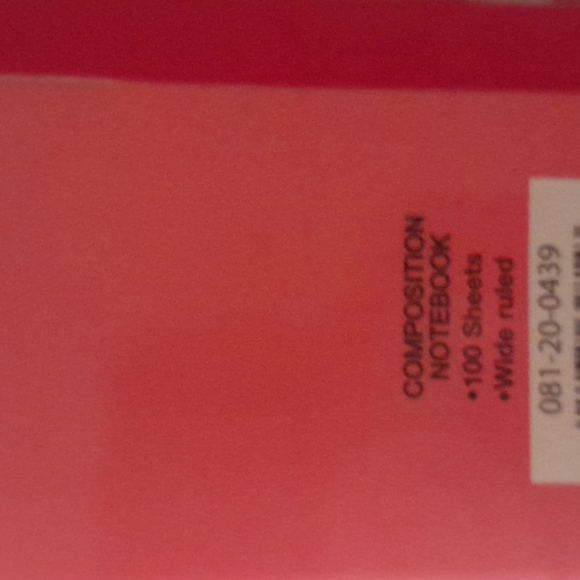 COMPOSITION
NOTEBOOK
•100 Sheets
•Wide ruled
081-20-0439